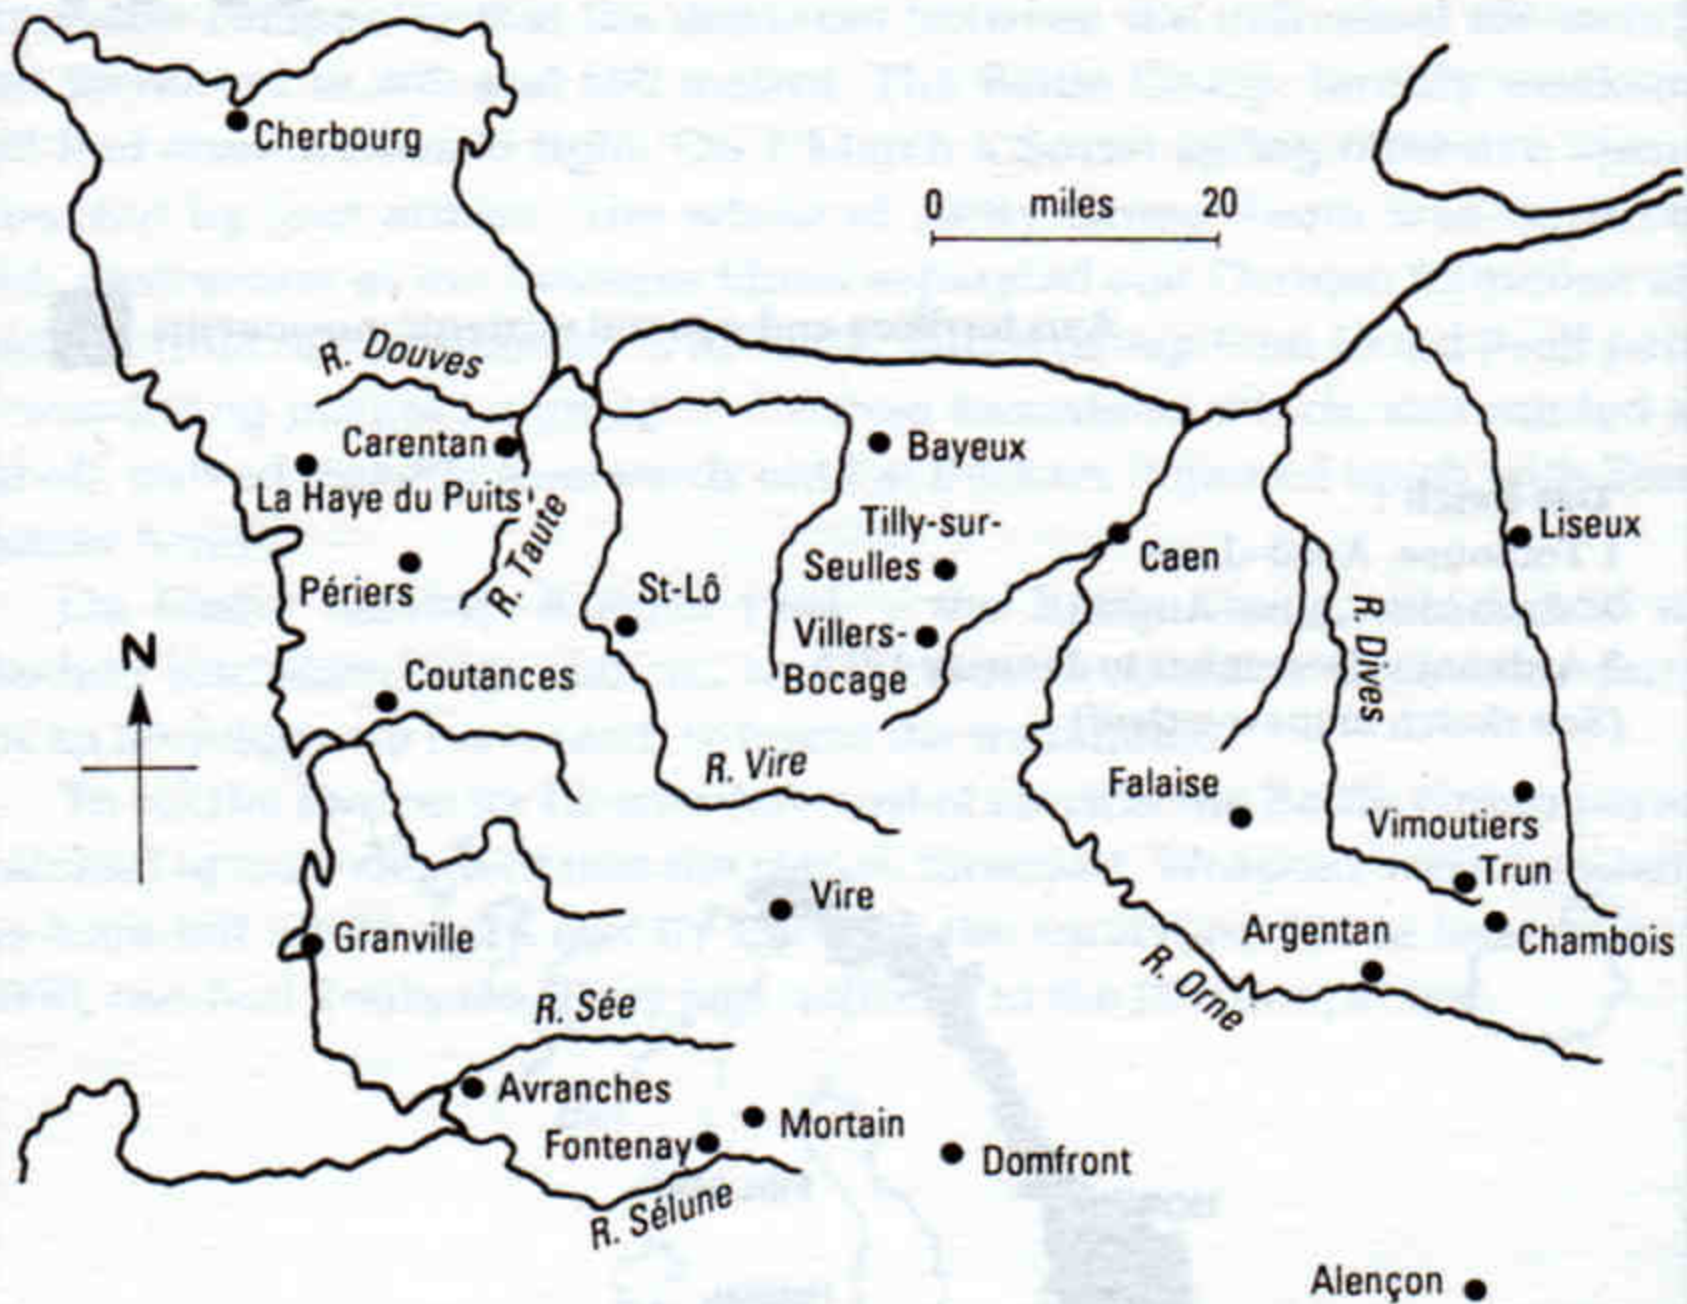 Cherbourg
0 miles 20
R. Douves
Carentan
La Haye du Puits
R. Taute
Périers
Bayeux
Tilly-sur-
Seulles
Caen
Liseux
St-Lô
Villers-
Bocage
R. Dives
N
Coutances
R. Vire
Falaise
Vimoutiers
Trun
Vire
Argentan
Chambois
Granville
R. Orne
R. Sée
Avranches
Mortain
Fontenay
Domfront
R. Sélune
Alençon